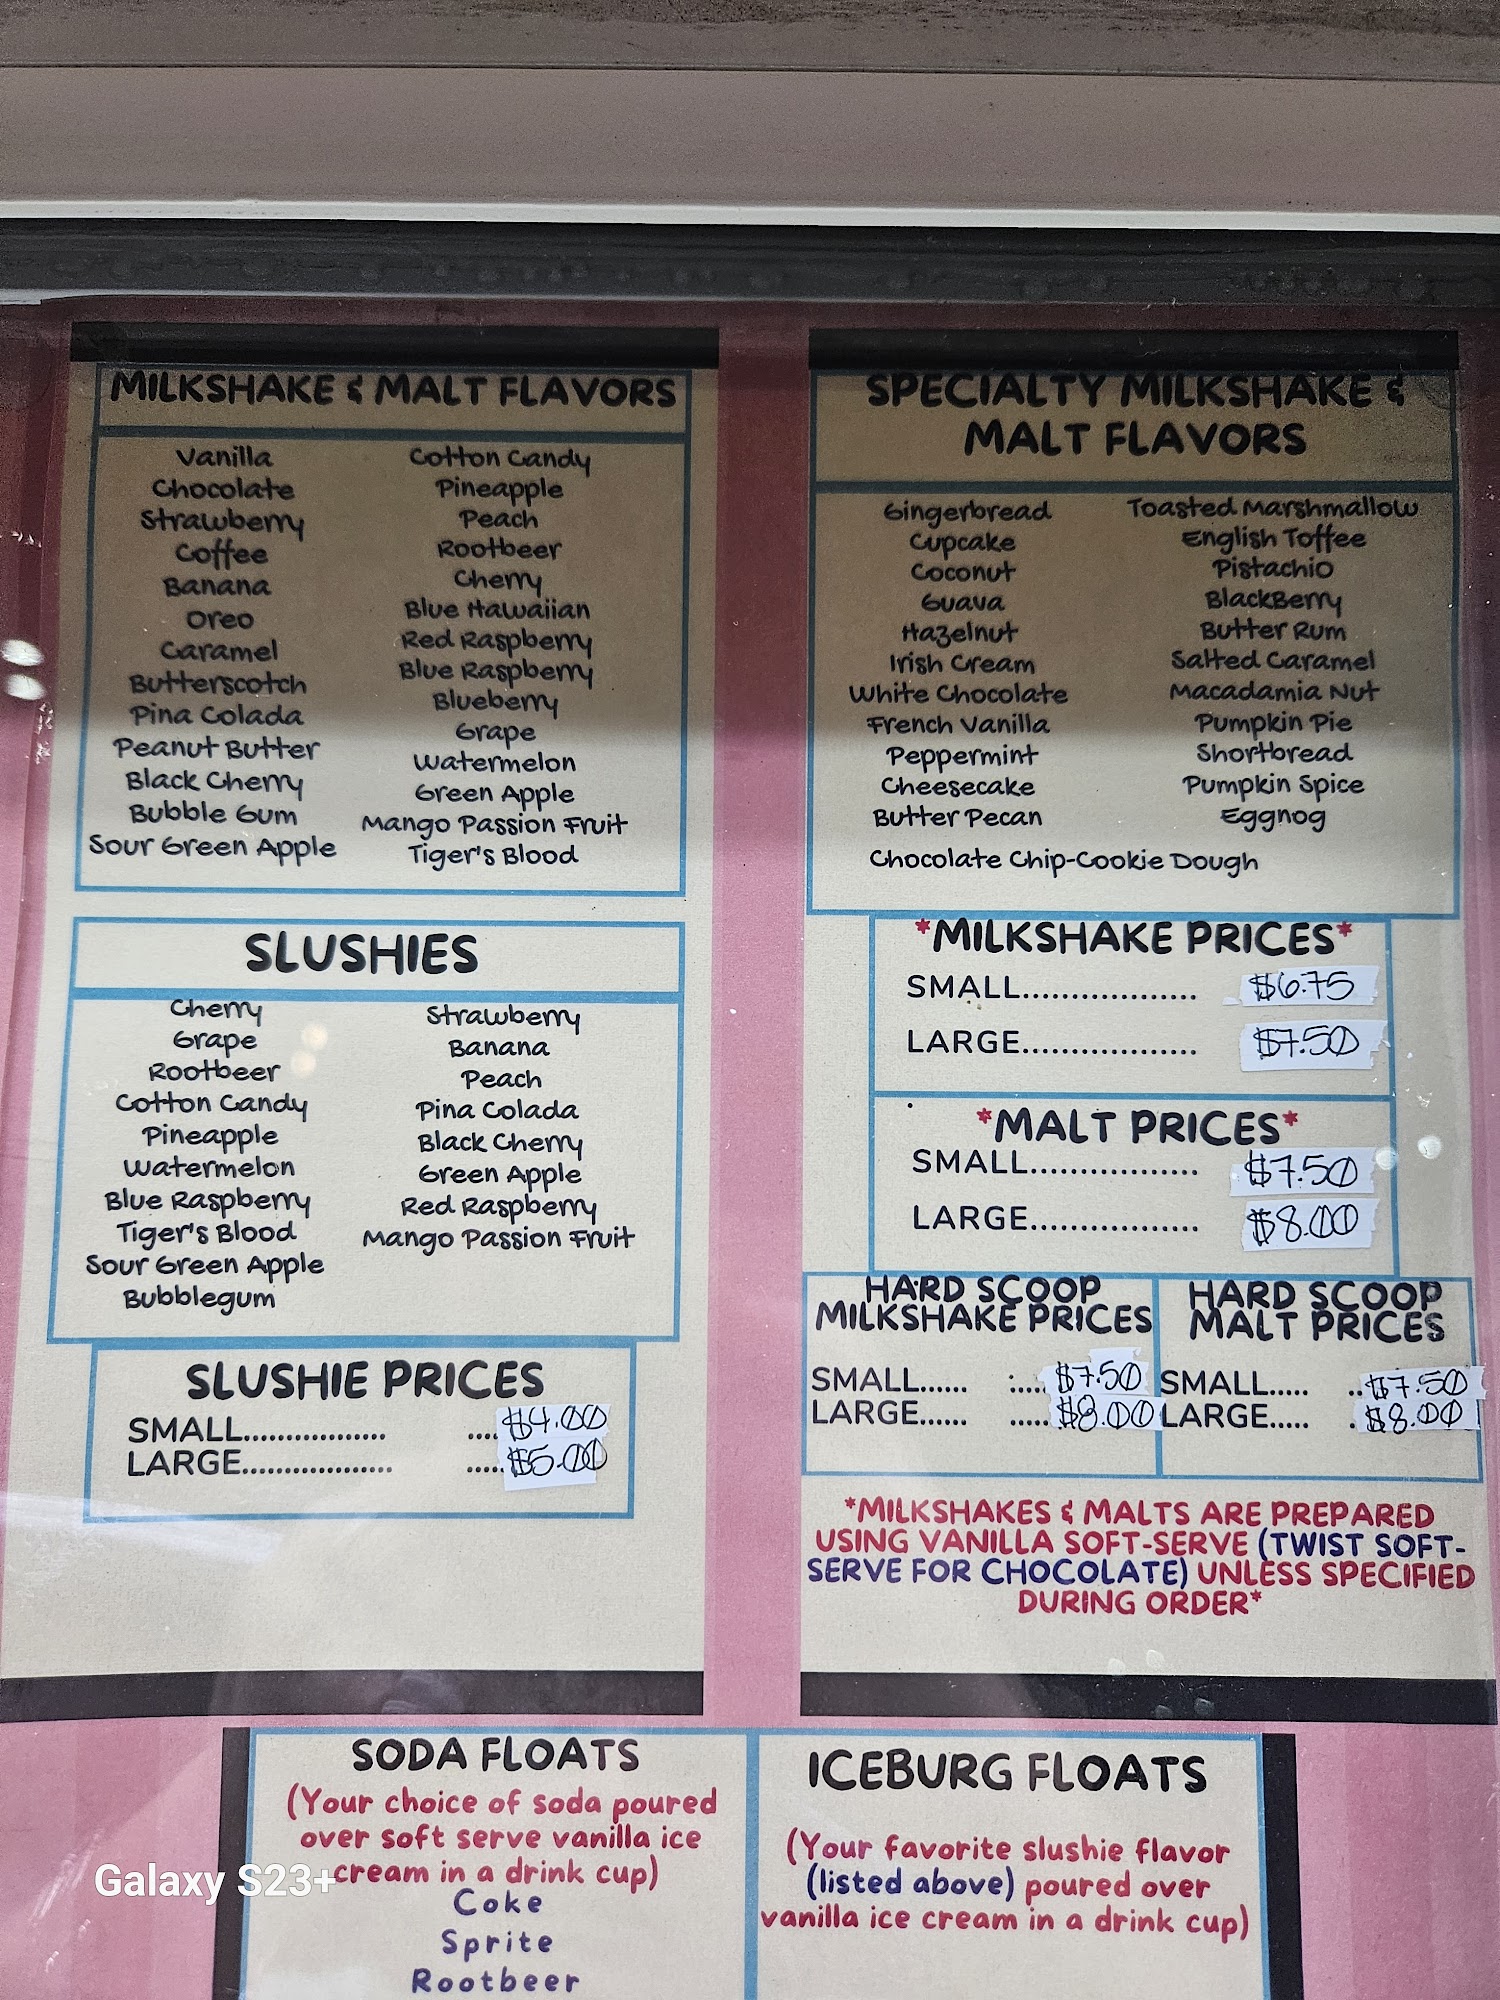 MILKSHAKE & MALT FLAVORS
Vanilla
Chocolate
Strawberry
Coffee
Banana
Oreo
Caramel
Butterscotch
Pina Colada
Peanut Butter
Black Cherry
Bubble Gum
Sour Green Apple
Cotton Candy
Pineapple
Peach
Rootbeer
Cherry
Blue Hawaiian
Red Raspberry
Blue Raspberry
Blueberry
Grape
Watermelon
Green Apple
Mango Passion Fruit
Tiger's Blood
SLUSHIES
Cherry
Grape
Rootbeer
Cotton Candy
Pineapple
Watermelon
Blue Raspberry
Tiger's Blood
Sour Green Apple
Bubblegum
Strawberry
Banana
Peach
Pina Colada
Black Cherry
Green Apple
Red Raspberry
Mango Passion Fruit
SLUSHIE PRICES
SMALL.................. ....$4.00
LARGE................... .....$5.00
SPECIALTY MILKSHAKE &
MALT FLAVORS
Gingerbread
Cupcake
Coconut
Guava
Hazelnut
Irish Cream
White Chocolate
French Vanilla
Peppermint
Cheesecake
Butter Pecan
Toasted Marshmallow
English Toffee
Pistachio
BlackBerry
Butter Rum
Salted Caramel
Macadamia Nut
Pumpkin Pie
Shortbread
Pumpkin Spice
Eggnog
Chocolate Chip-Cookie Dough
*MILKSHAKE PRICES*
SMALL.................. $6.75
LARGE.................. $7.50
*MALT PRICES*
SMALL.................. $7.50
LARGE.................. $8.00
HARD SCOOP
MILKSHAKE PRICES
SMALL...... .....$7.50
LARGE...... .....$8.00
HARD SCOOP
MALT PRICES
SMALL..... ..$7.50
LARGE..... .$8.00
*MILKSHAKES & MALTS ARE PREPARED
USING VANILLA SOFT-SERVE (TWIST SOFT-
SERVE FOR CHOCOLATE) UNLESS SPECIFIED
DURING ORDER*
SODA FLOATS
(Your choice of soda poured
over soft serve vanilla ice
cream in a drink cup)
Coke
Sprite
Rootbeer
ICEBURG FLOATS
(Your favorite slushie flavor
(listed above) poured over
vanilla ice cream in a drink cup)
Galaxy S23+